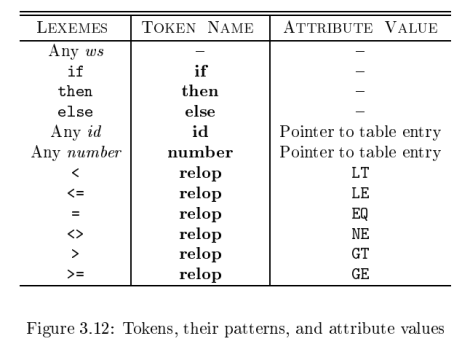 LEXEMES TOKEN NAME ATTRIBUTE VALUE
Any ws – –
if if –
then then –
else else –
Any id id Pointer to table entry
Any number number Pointer to table entry
< relop LT
<= relop LE
= relop EQ
<> relop NE
> relop GT
>= relop GE
Figure 3.12: Tokens, their patterns, and attribute values